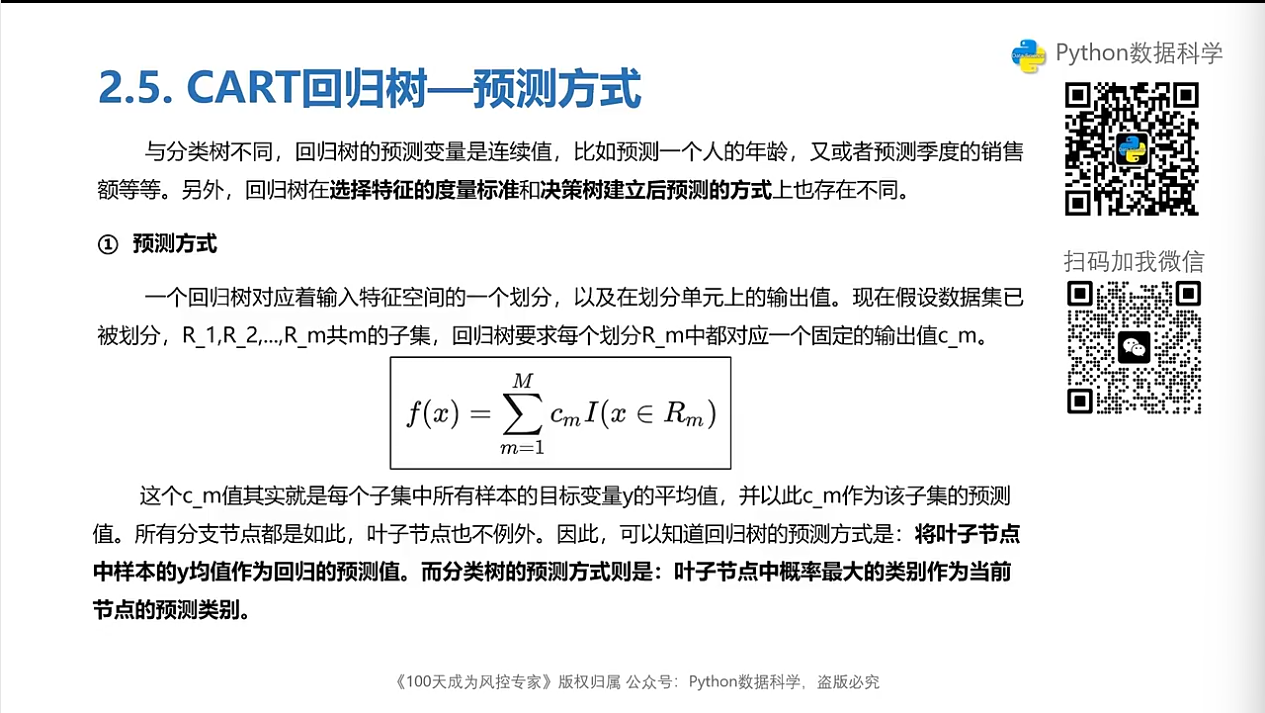 Python数据科学
2.5. CART回归树—预测方式
与分类树不同，回归树的预测变量是连续值，比如预测一个人的年龄，又或者预测季度的销售
额等等。另外，回归树在选择特征的度量标准和决策树建立后预测的方式上也存在不同。
① 预测方式
扫码加我微信
一个回归树对应着输入特征空间的一个划分，以及在划分单元上的输出值。现在假设数据集已
被划分，R_1,R_2,...,R_m共m的子集，回归树要求每个划分R_m中都对应一个固定的输出值c_m。
f(x) = \sum_{m=1}^{M} c_m I(x ∈ R_m)
这个c_m值其实就是每个子集中所有样本的目标变量y的平均值，并以此c_m作为该子集的预测
值。所有分支节点都是如此，叶子节点也不例外。因此，可以知道回归树的预测方式是：将叶子节点
中样本的y均值作为回归的预测值。而分类树的预测方式则是：叶子节点中概率最大的类别作为当前
节点的预测类别。
《100天成为风控专家》版权归属 公众号：Python数据科学，盗版必究